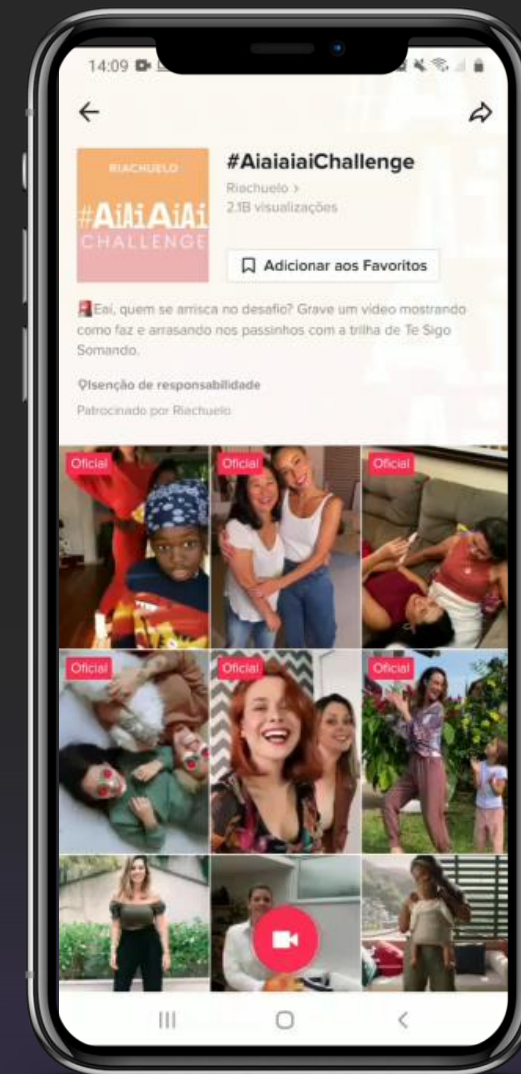 14:09
#AiaiaiaiChallenge
Riachuelo >
2.1B visualizações
RIACHUELO
#AiAiAiAi
CHALLENGE
Adicionar aos Favoritos
Eaí, quem se arrisca no desafio? Grave um vídeo mostrando
como faz e arrasando nos passinhos com a trilha de Te Sigo
Somando.
Isenção de responsabilidade
Patrocinado por Riachuelo
Oficial
Oficial
Oficial
Oficial
Oficial
Oficial